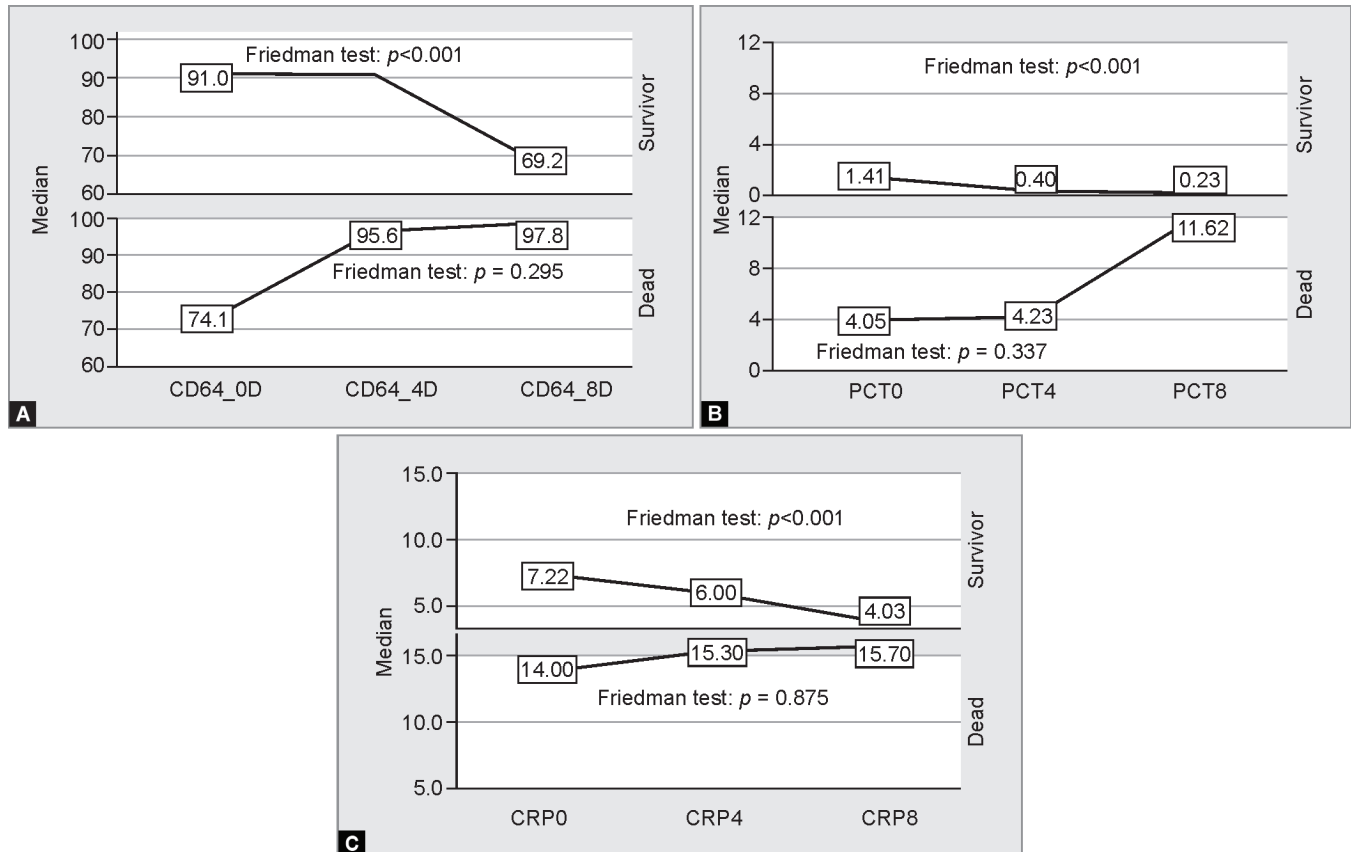 100
90
80
70
60
Friedman test: p<0.001
91.0
69.2
Survivor
Median
100
90
80
70
60
95.6
97.8
Friedman test: p = 0.295
74.1
Dead
CD64_0D CD64_4D CD64_8D
A
12
8
4
0
Friedman test: p<0.001
1.41
0.40
0.23
Survivor
Median
12
8
4
0
11.62
4.05
4.23
Friedman test: p = 0.337
Dead
PCT0 PCT4 PCT8
B
15.0
10.0
5.0
Friedman test: p<0.001
7.22
6.00
4.03
Survivor
Median
15.0
10.0
5.0
14.00
15.30
15.70
Friedman test: p = 0.875
Dead
CRP0 CRP4 CRP8
C